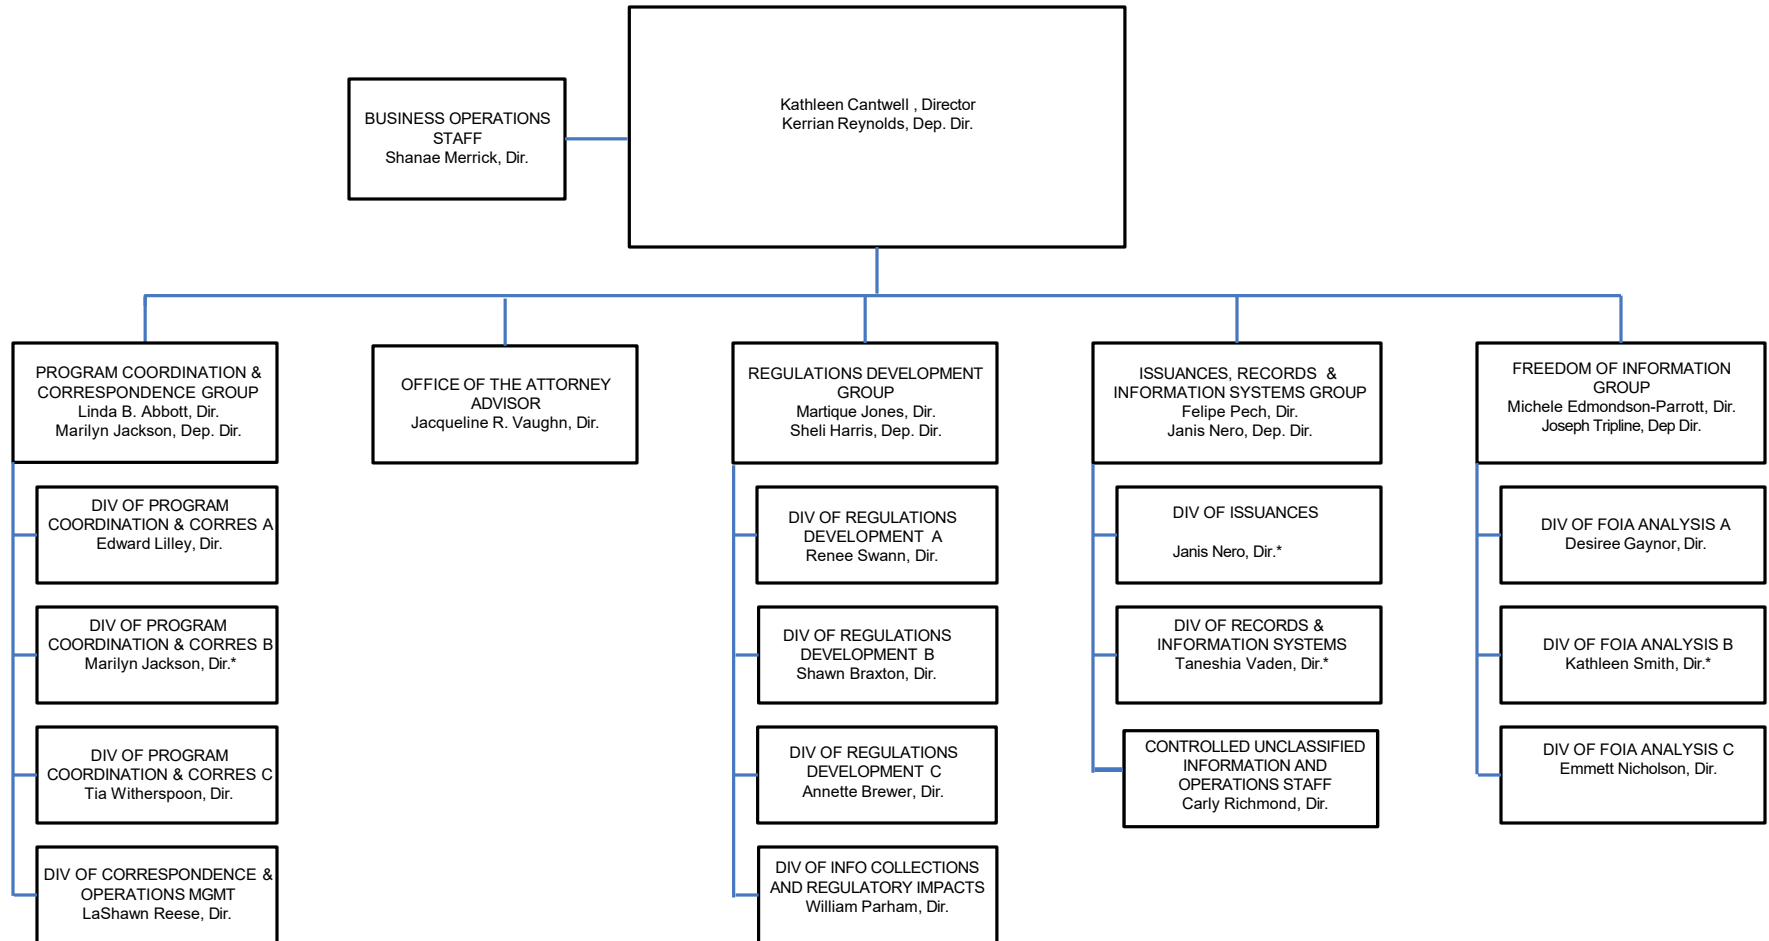 Kathleen Cantwell , Director
Kerrian Reynolds, Dep. Dir.
BUSINESS OPERATIONS
STAFF
Shanae Merrick, Dir.
PROGRAM COORDINATION &
CORRESPONDENCE GROUP
Linda B. Abbott, Dir.
Marilyn Jackson, Dep. Dir.
DIV OF PROGRAM
COORDINATION & CORRES A
Edward Lilley, Dir.
DIV OF PROGRAM
COORDINATION & CORRES B
Marilyn Jackson, Dir.*
DIV OF PROGRAM
COORDINATION & CORRES C
Tia Witherspoon, Dir.
DIV OF CORRESPONDENCE &
OPERATIONS MGMT
LaShawn Reese, Dir.
OFFICE OF THE ATTORNEY
ADVISOR
Jacqueline R. Vaughn, Dir.
REGULATIONS DEVELOPMENT
GROUP
Martique Jones, Dir.
Sheli Harris, Dep. Dir.
DIV OF REGULATIONS
DEVELOPMENT A
Renee Swann, Dir.
DIV OF REGULATIONS
DEVELOPMENT B
Shawn Braxton, Dir.
DIV OF REGULATIONS
DEVELOPMENT C
Annette Brewer, Dir.
DIV OF INFO COLLECTIONS
AND REGULATORY IMPACTS
William Parham, Dir.
ISSUANCES, RECORDS &
INFORMATION SYSTEMS GROUP
Felipe Pech, Dir.
Janis Nero, Dep. Dir.
DIV OF ISSUANCES
Janis Nero, Dir.*
DIV OF RECORDS &
INFORMATION SYSTEMS
Taneshia Vaden, Dir.*
CONTROLLED UNCLASSIFIED
INFORMATION AND
OPERATIONS STAFF
Carly Richmond, Dir.
FREEDOM OF INFORMATION
GROUP
Michele Edmondson-Parrott, Dir.
Joseph Tripline, Dep Dir.
DIV OF FOIA ANALYSIS A
Desiree Gaynor, Dir.
DIV OF FOIA ANALYSIS B
Kathleen Smith, Dir.*
DIV OF FOIA ANALYSIS C
Emmett Nicholson, Dir.